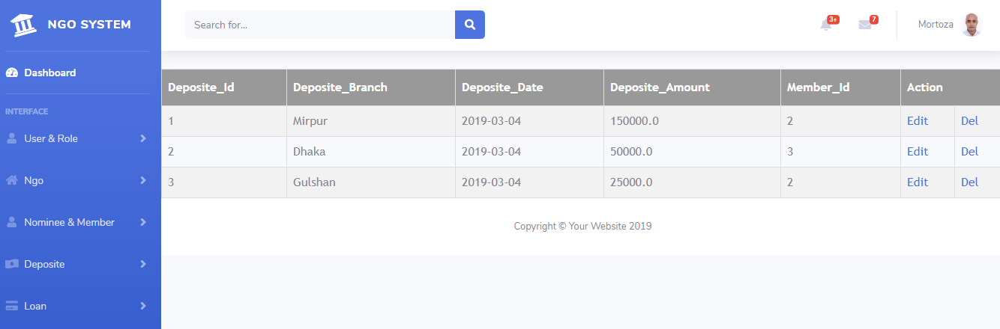 NGO SYSTEM
Search for...
3+
7
Mortoza
Dashboard
INTERFACE
User & Role
Ngo
Nominee & Member
Deposite
Loan
Deposite_Id Deposite_Branch Deposite_Date Deposite_Amount Member_Id Action
1 Mirpur 2019-03-04 150000.0 2 Edit Del
2 Dhaka 2019-03-04 50000.0 3 Edit Del
3 Gulshan 2019-03-04 25000.0 2 Edit Del
Copyright © Your Website 2019